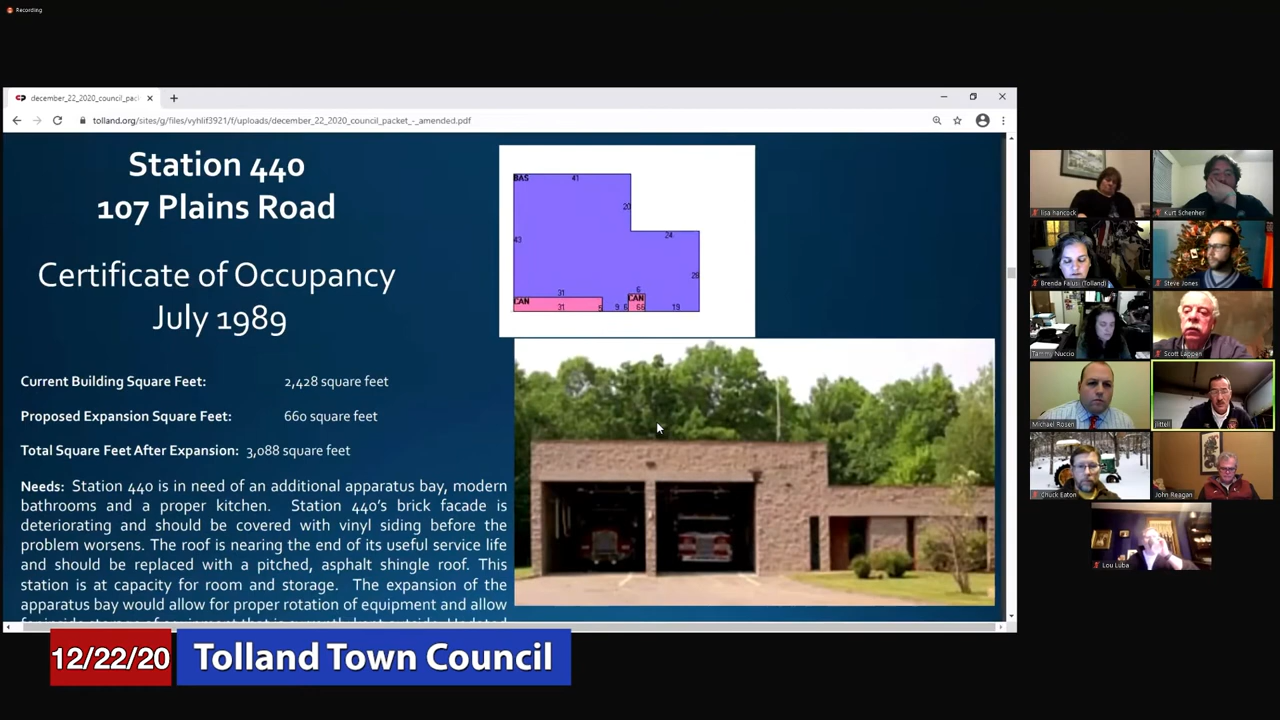 Recording
december_22_2020_council_pac
tolland.org/sites/g/files/vyhlif3921/f/uploads/december_22_2020_council_packet_-_amended.pdf
Station 440
107 Plains Road
Certificate of Occupancy
July 1989
Current Building Square Feet: 2,428 square feet
Proposed Expansion Square Feet: 660 square feet
Total Square Feet After Expansion: 3,088 square feet
Needs: Station 440 is in need of an additional apparatus bay, modern
bathrooms and a proper kitchen. Station 440's brick facade is
deteriorating and should be covered with vinyl siding before the
problem worsens. The roof is nearing the end of its useful service life
and should be replaced with a pitched, asphalt shingle roof. This
station is at capacity for room and storage. The expansion of the
apparatus bay would allow for proper rotation of equipment and allow
BAS
41
20
43
24
28
31
6
CAN
CAN
31
5
9
6
66
19
lisa hancock
Kurt Schenher
Brenda Falusi (Tolland)
Steve Jones
Tammy Nuccio
Scott Lappen
Michael Rosen
jlittell
Chuck Eaton
John Reagan
Lou Luba
12/22/20
Tolland Town Council